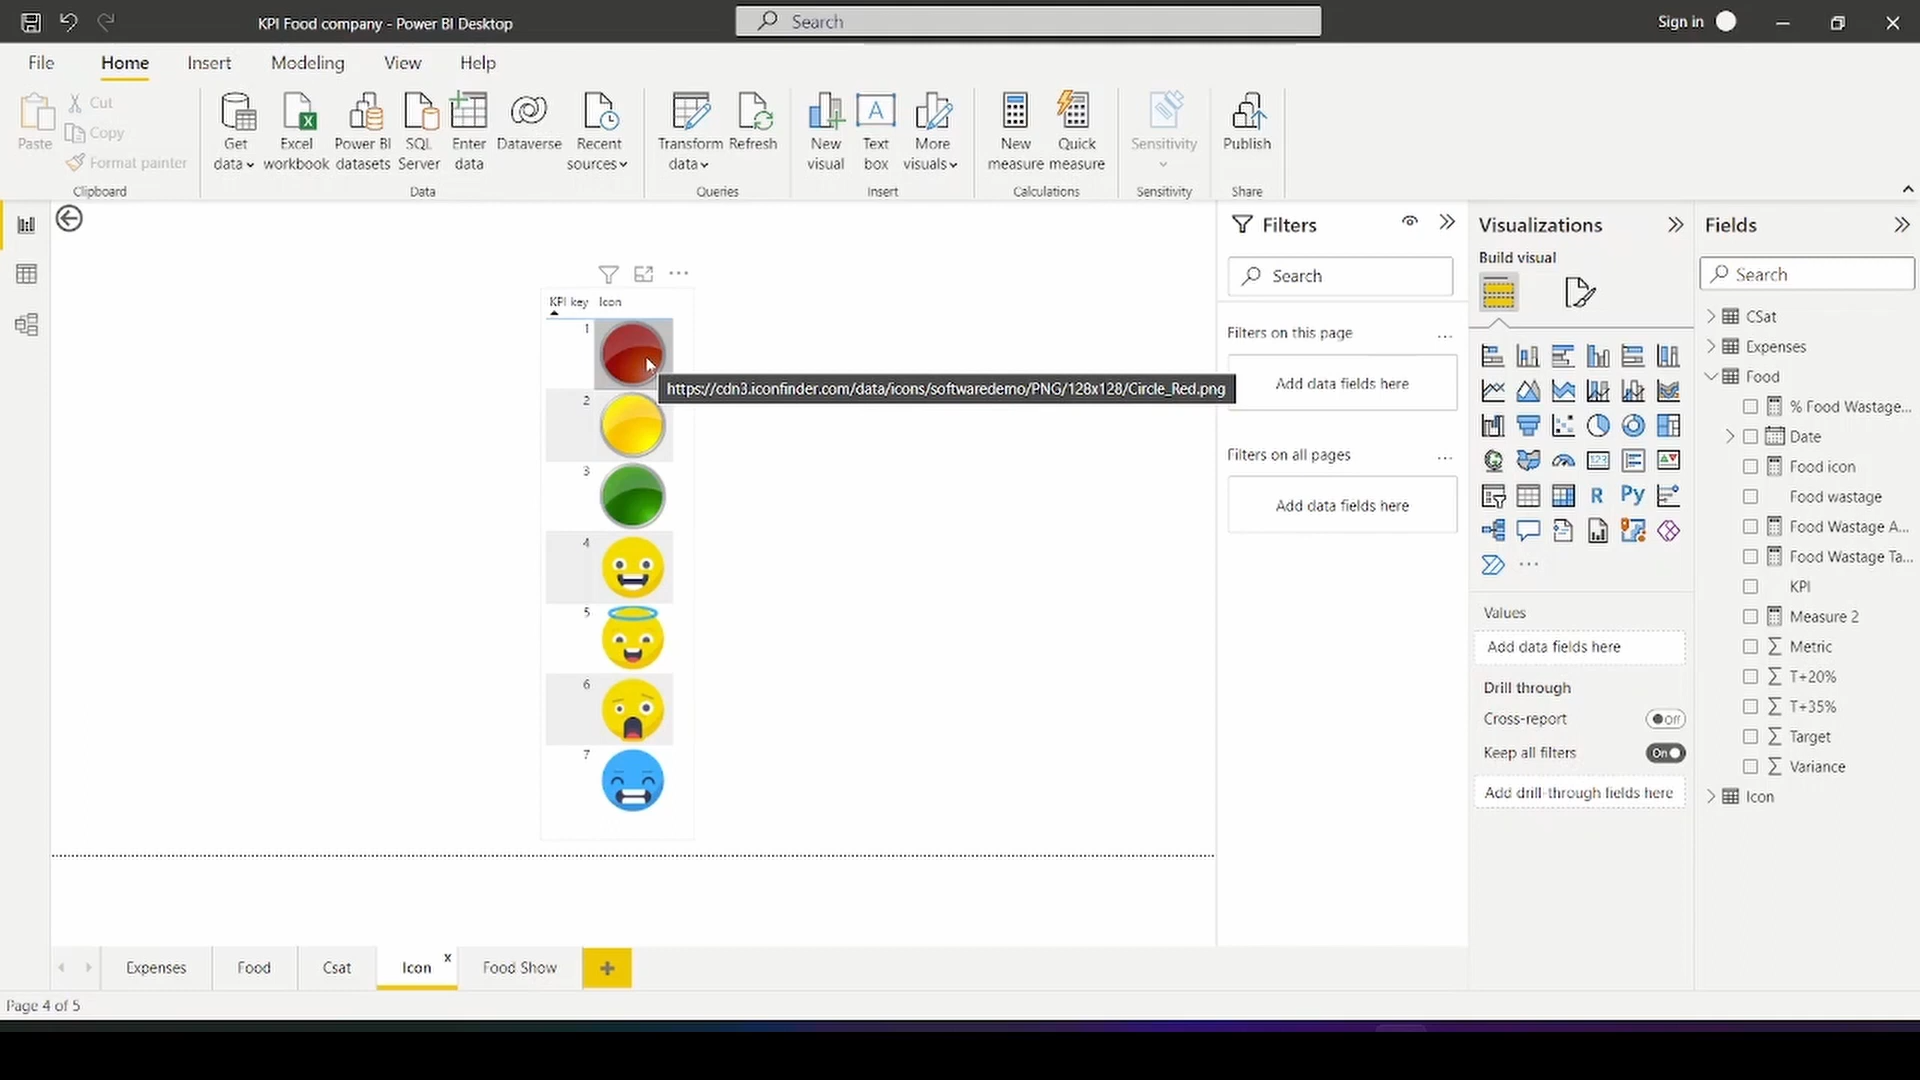 KPI Food company - Power BI Desktop
Search
Sign in
File
Home
Insert
Modeling
View
Help
Paste
Cut
Copy
Format painter
Clipboard
Get data
Excel workbook
Power BI datasets
SQL Server
Enter data
Dataverse
Recent sources
Data
Transform data
Refresh
Queries
New visual
Text box
More visuals
Insert
New measure
Quick measure
Calculations
Sensitivity
Sensitivity
Publish
Share
KPI key Icon
1
https://cdn3.iconfinder.com/data/icons/softwaredemo/PNG/128x128/Circle_Red.png
2
3
4
5
6
7
Filters
Search
Filters on this page
Add data fields here
Filters on all pages
Add data fields here
Visualizations
Build visual
R
Py
123
Values
Add data fields here
Drill through
Cross-report
Off
Keep all filters
On
Add drill-through fields here
Fields
Search
CSat
Expenses
Food
% Food Wastage...
Date
Food icon
Food wastage
Food Wastage A...
Food Wastage Ta...
KPI
Measure 2
Metric
T+20%
T+35%
Target
Variance
Icon
Expenses
Food
Csat
Icon
x
Food Show
+
Page 4 of 5